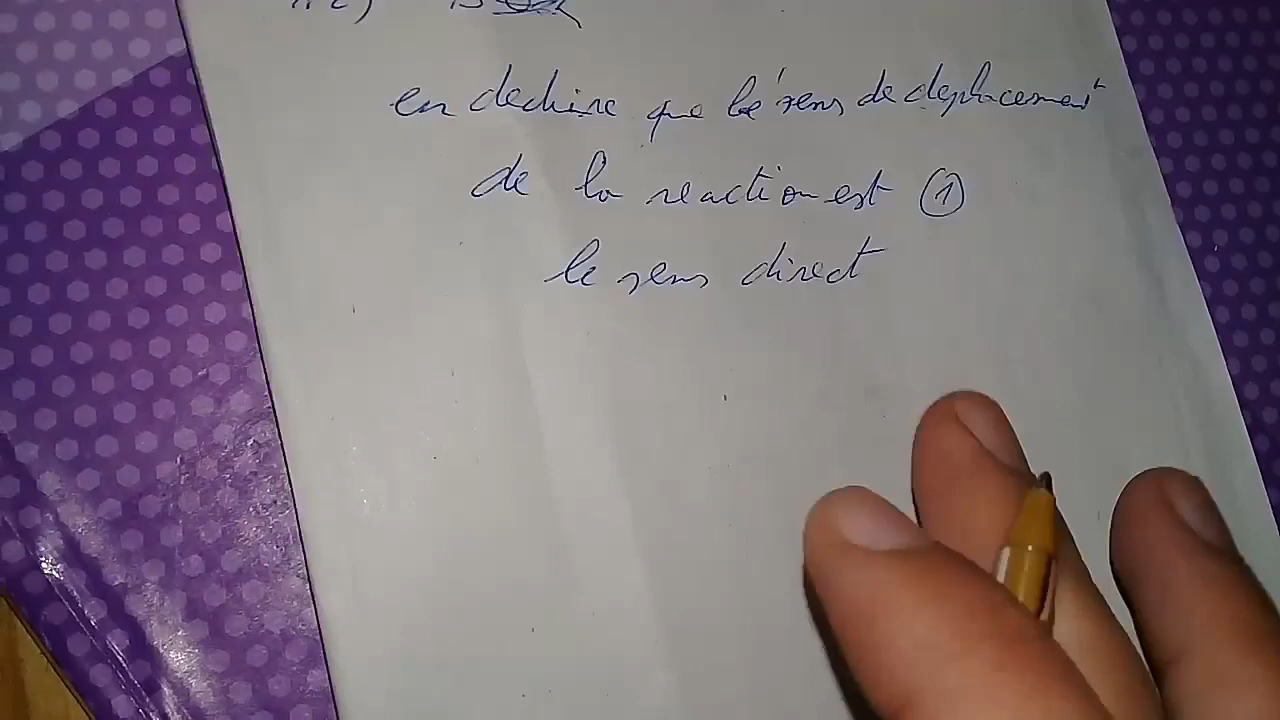 en deduire que le sens de deplacement
de la reaction est ①
le sens direct